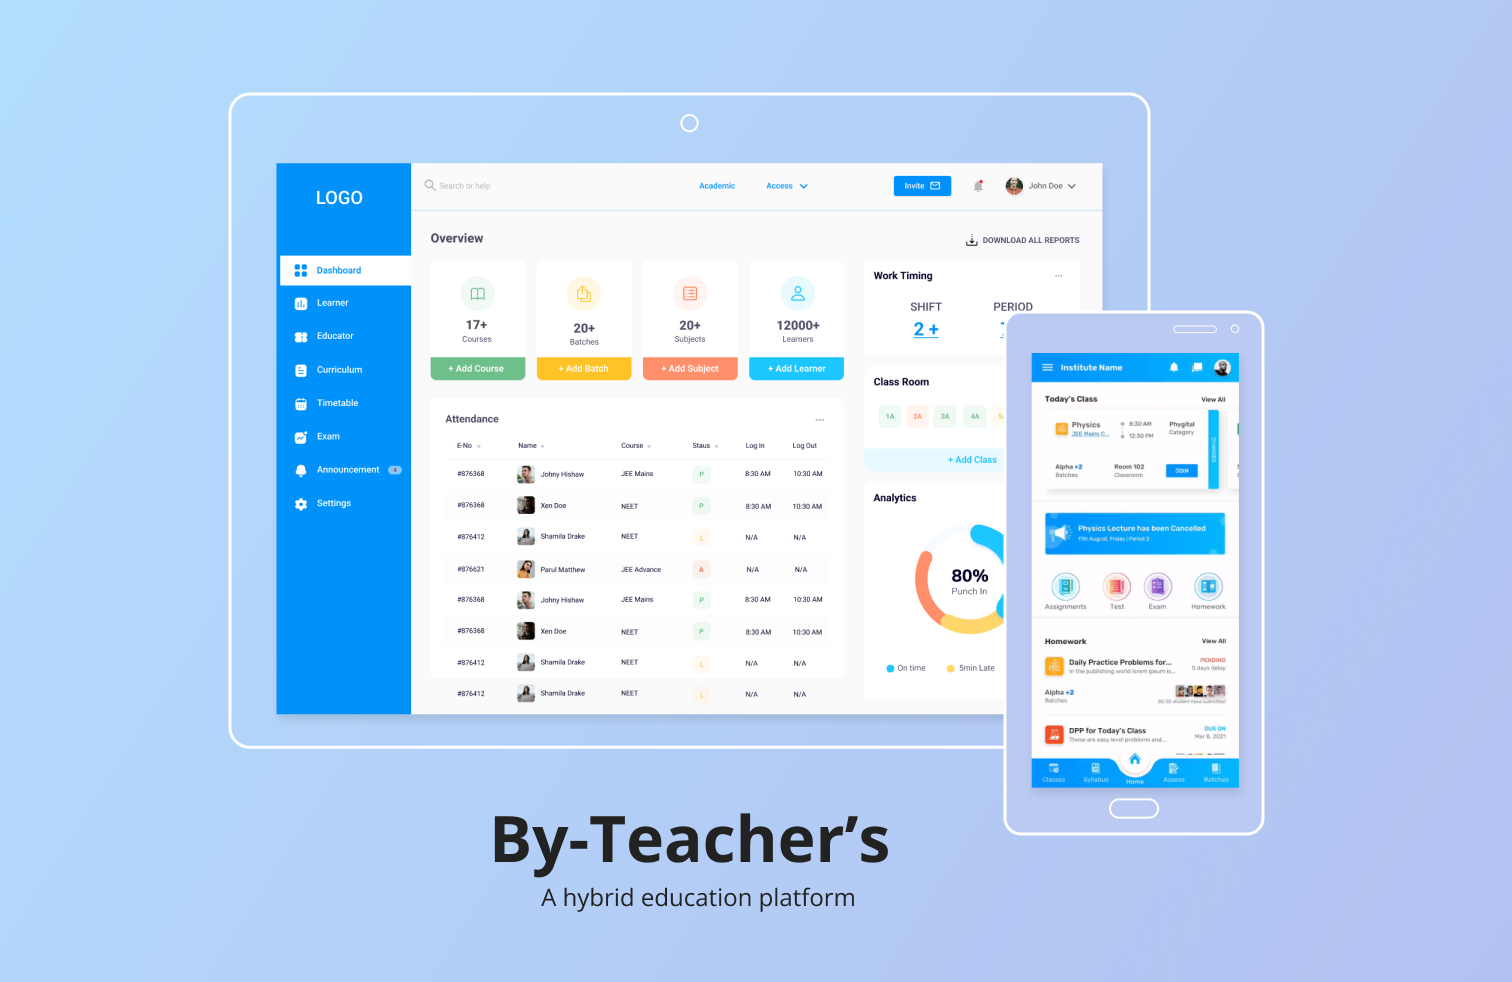 LOGO
Search or help
Academic
Access
Invite
John Doe
Dashboard
Learner
Educator
Curriculum
Timetable
Exam
Announcement 4
Settings
Overview
DOWNLOAD ALL REPORTS
17+
Courses
+ Add Course
20+
Batches
+ Add Batch
20+
Subjects
+ Add Subject
12000+
Learners
+ Add Learner
Work Timing
SHIFT
2 +
PERIOD
Class Room
1A 2A 3A 4A
+ Add Class
Analytics
80%
Punch In
On time
5min Late
Attendance
E-No Name Course Staus Log In Log Out
#876368 Johny Hishaw JEE Mains P 8:30 AM 10:30 AM
#876368 Xen Doe NEET P 8:30 AM 10:30 AM
#876412 Shamila Drake NEET L N/A N/A
#876621 Parul Matthew JEE Advance A N/A N/A
#876368 Johny Hishaw JEE Mains P 8:30 AM 10:30 AM
#876368 Xen Doe NEET P 8:30 AM 10:30 AM
#876412 Shamila Drake NEET L N/A N/A
#876412 Shamila Drake NEET L N/A N/A
Institute Name
Today's Class
View All
Physics
JEE Mains C...
8:30 AM
12:30 PM
Phygital
Category
CHANGED
Alpha +2
Batches
Room 102
Classroom
JOIN
Physics Lecture has been Cancelled
17th August, Friday | Period 3
Assignments
Test
Exam
Homework
Homework
View All
Daily Practice Problems for...
In the publishing world lorem ipsum is...
PENDING
5 days delay
Alpha +2
Batches
student have submitted
DPP for Today's Class
These are easy level problems and...
DUE ON
Mar 8, 2021
Classes
Syllabus
Home
Assess
Batches
By-Teacher’s
A hybrid education platform